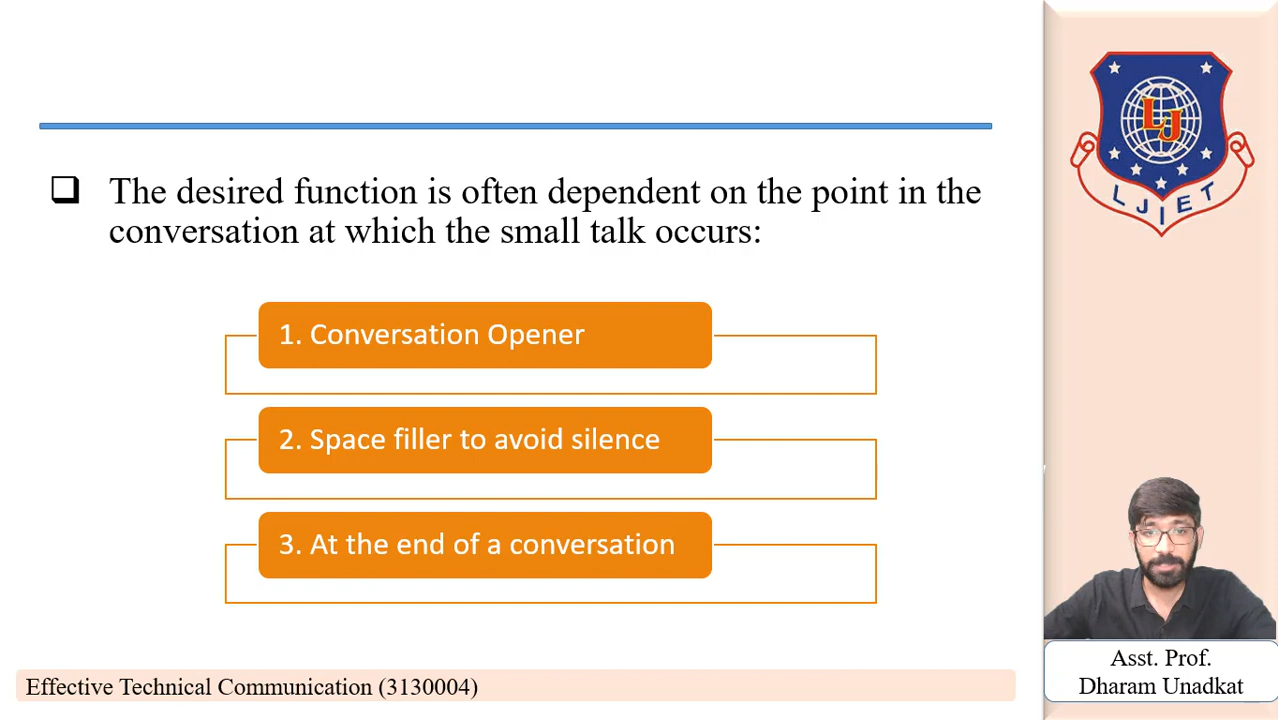 ❑ The desired function is often dependent on the point in the
conversation at which the small talk occurs:
1. Conversation Opener
2. Space filler to avoid silence
3. At the end of a conversation
Effective Technical Communication (3130004)
LJ
LJIET
Asst. Prof.
Dharam Unadkat